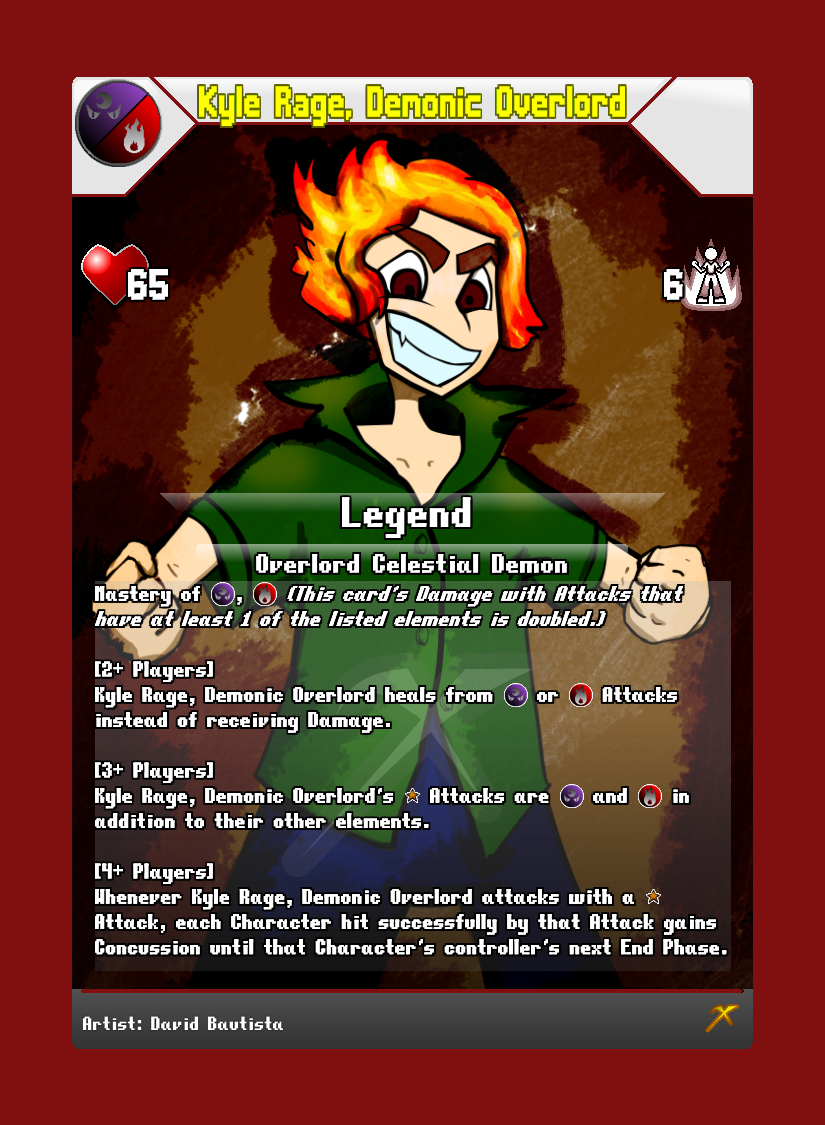 Kyle Rage, Demonic Overlord
65
6
Legend
Overlord Celestial Demon
Mastery of , (This card's Damage with Attacks that
have at least 1 of the listed elements is doubled.)
[2+ Players]
Kyle Rage, Demonic Overlord heals from or Attacks
instead of receiving Damage.
[3+ Players]
Kyle Rage, Demonic Overlord's Attacks are and in
addition to their other elements.
[4+ Players]
Whenever Kyle Rage, Demonic Overlord attacks with a
Attack, each Character hit successfully by that Attack gains
Concussion until that Character's controller's next End Phase.
Artist: David Bautista